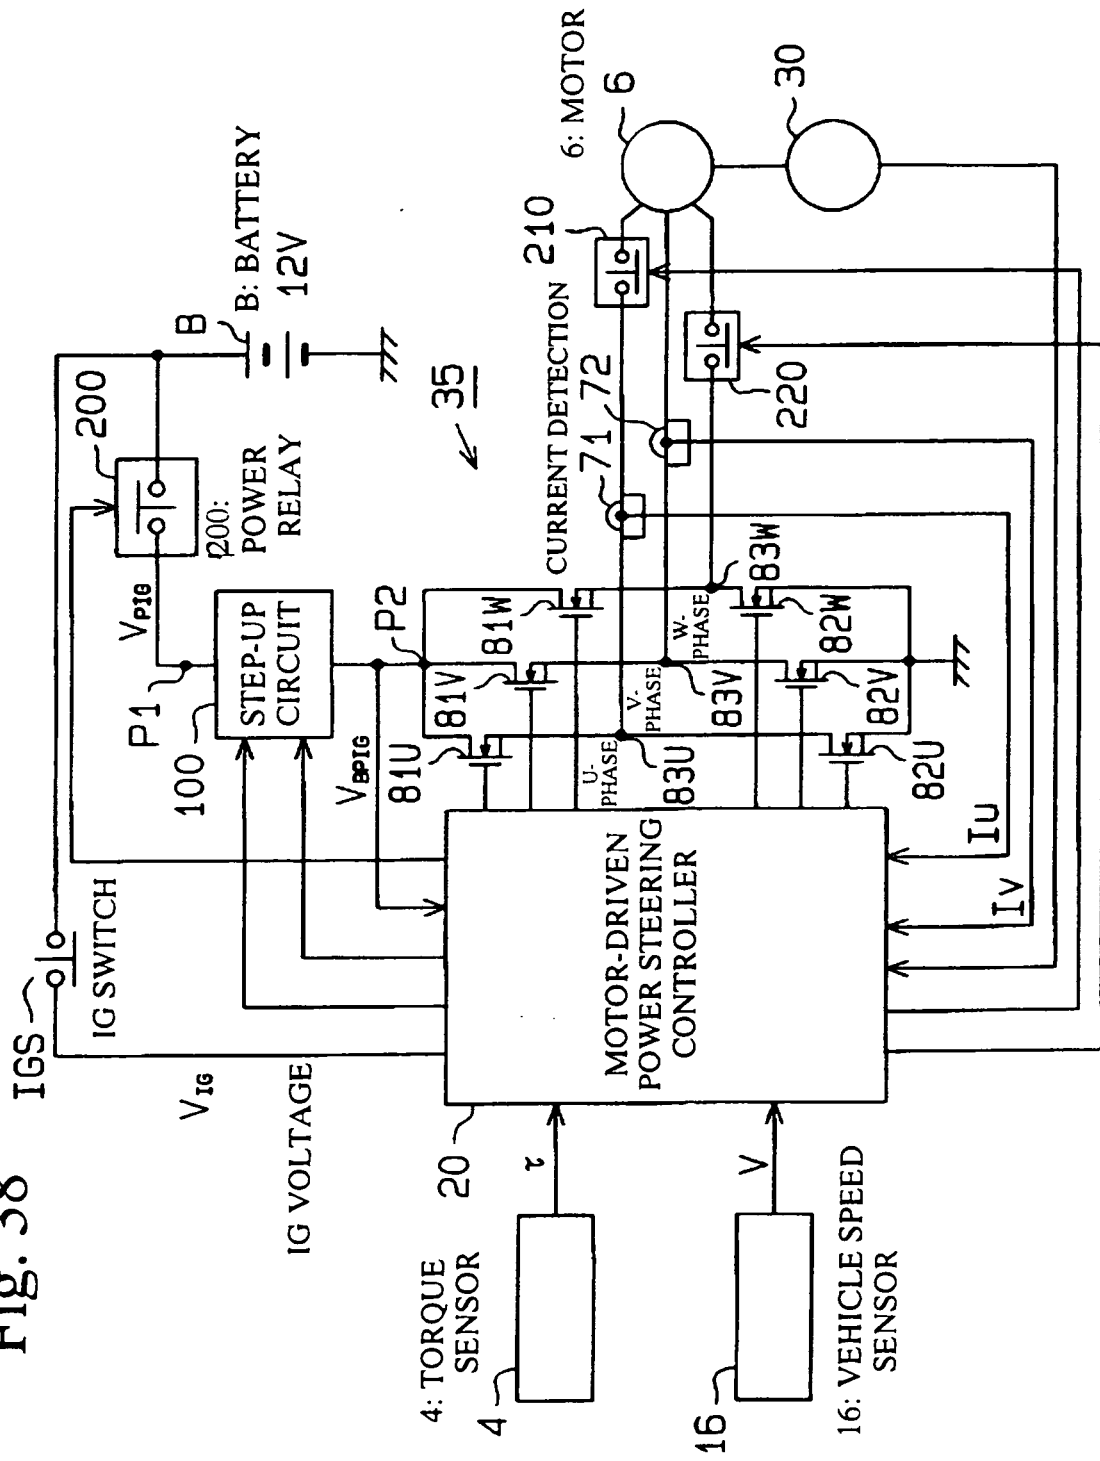 Fig. 38
IGS
IG SWITCH
VIG
IG VOLTAGE
200
200:
POWER
RELAY
B
B: BATTERY
12V
VPIG
P1
100
STEP-UP
CIRCUIT
VBPIG
P2
35
CURRENT DETECTION
71
72
210
220
6: MOTOR
6
30
81U
81V
81W
U-
PHASE
V-
PHASE
W-
PHASE
83U
83V
83W
82U
82V
82W
20
MOTOR-DRIVEN
POWER STEERING
CONTROLLER
IU
IV
τ
V
4: TORQUE
SENSOR
4
16
16: VEHICLE SPEED
SENSOR